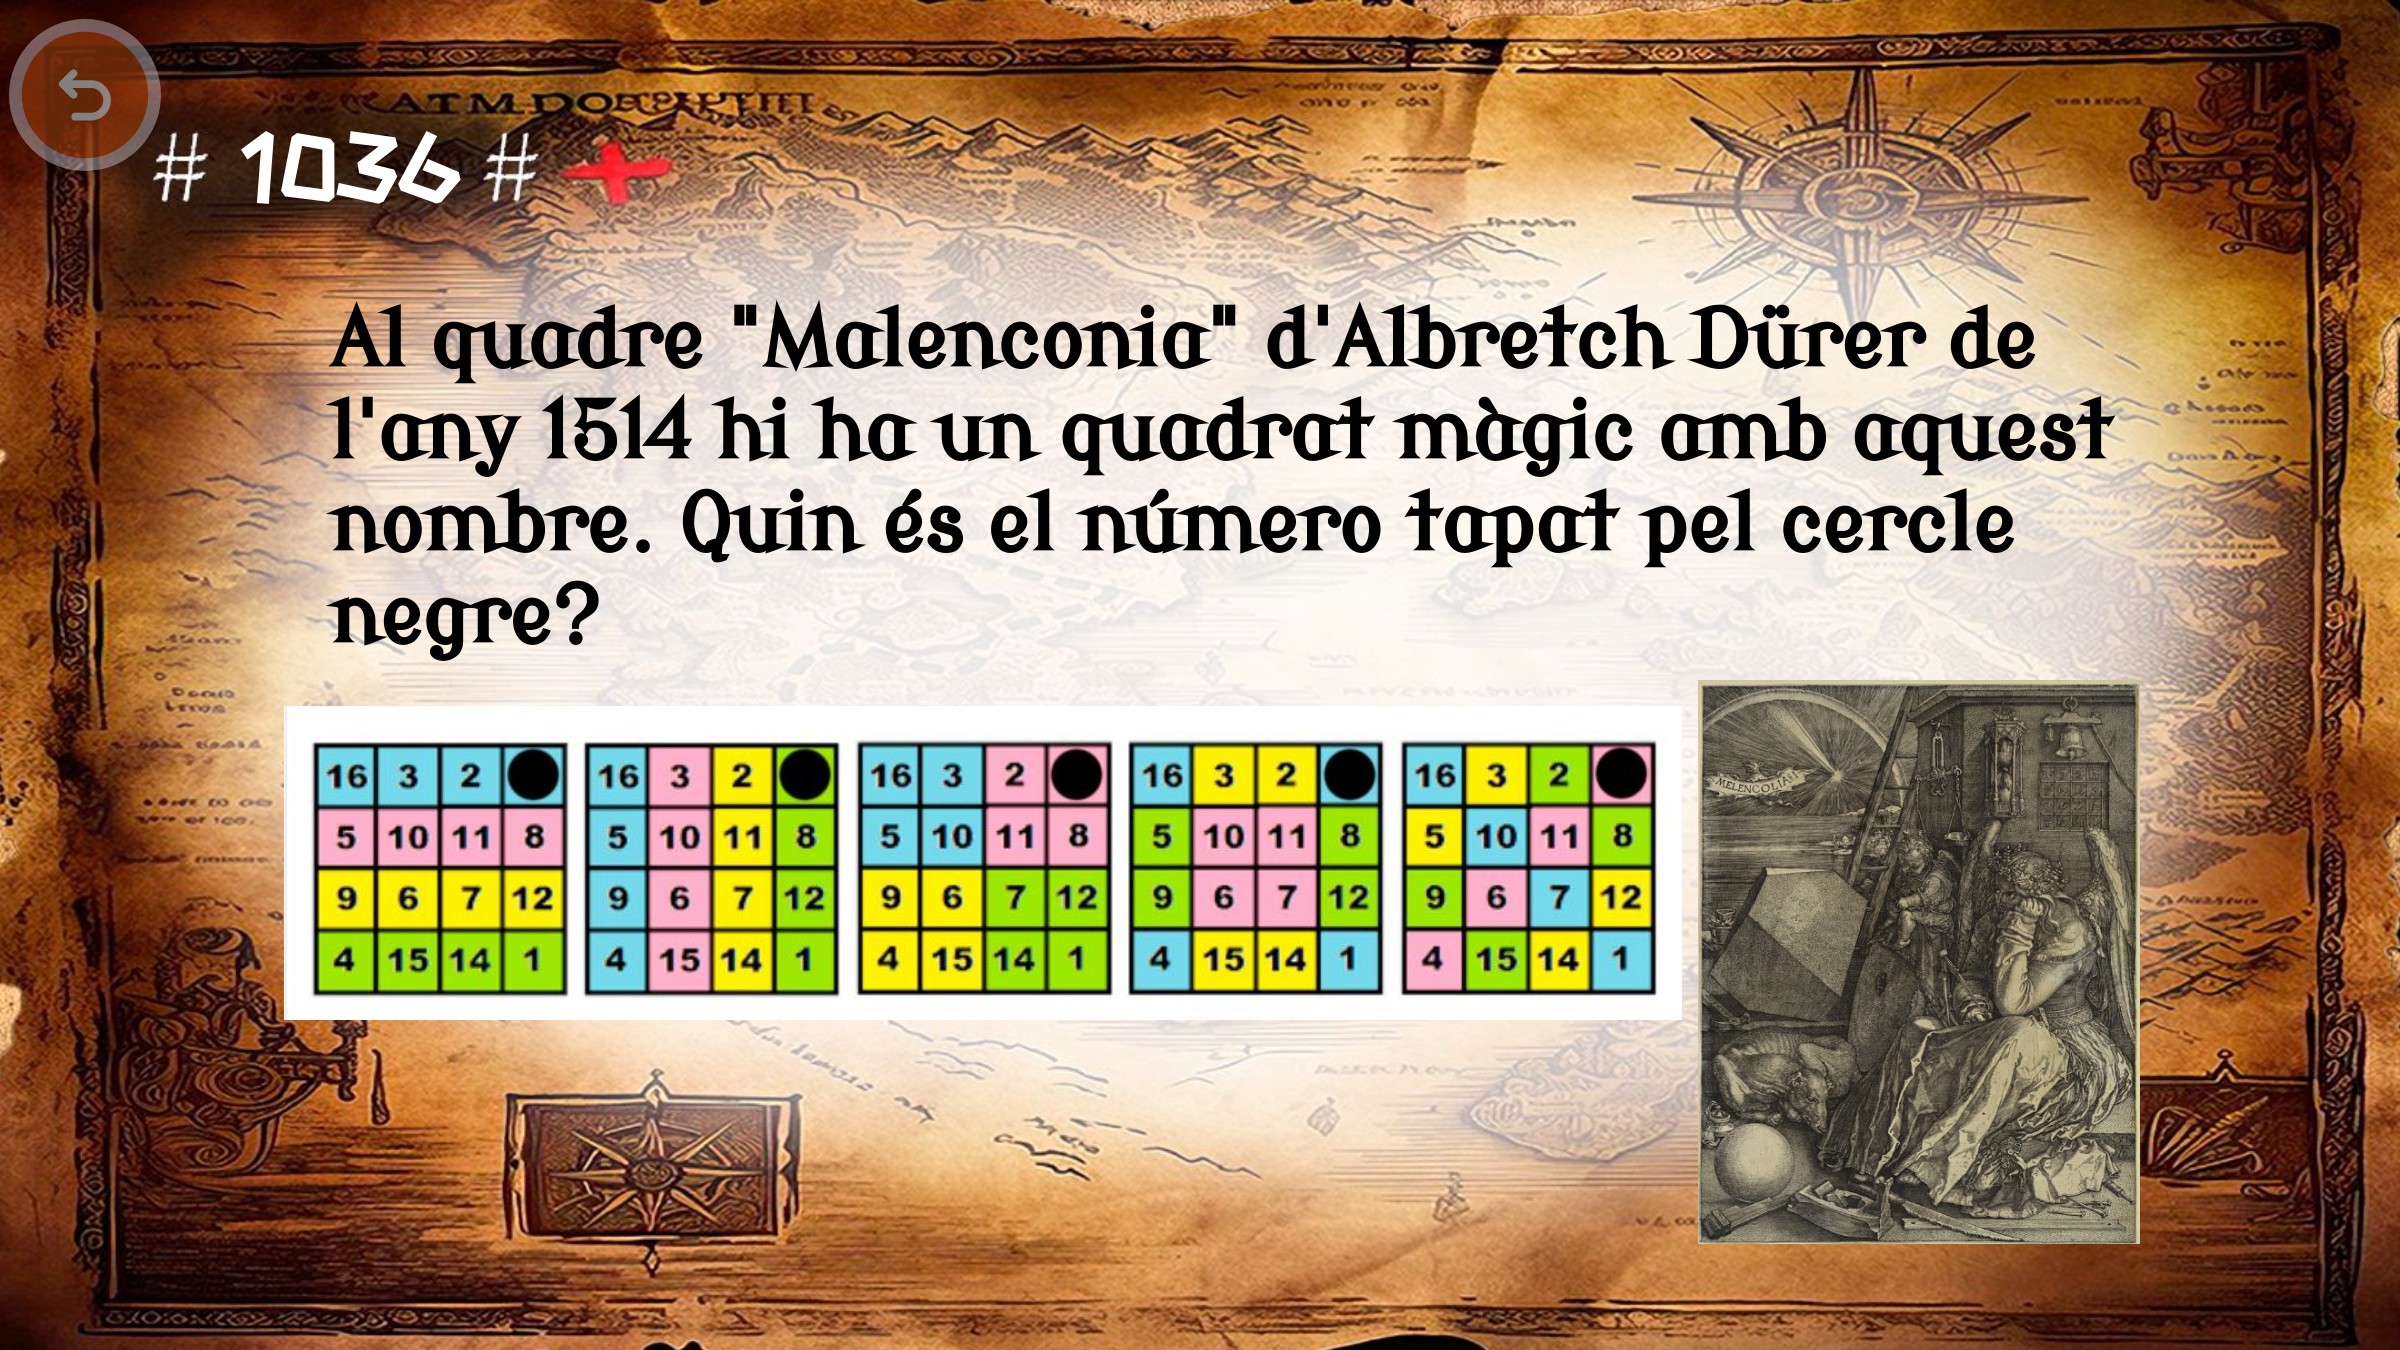 # 1036 #
Al quadre "Malenconia" d'Albretch Dürer de
l'any 1514 hi ha un quadrat màgic amb aquest
nombre. Quin és el número tapat pel cercle
negre?
16 3 2
5 10 11 8
9 6 7 12
4 15 14 1
16 3 2
5 10 11 8
9 6 7 12
4 15 14 1
16 3 2
5 10 11 8
9 6 7 12
4 15 14 1
16 3 2
5 10 11 8
9 6 7 12
4 15 14 1
16 3 2
5 10 11 8
9 6 7 12
4 15 14 1
MELENCOLIA I